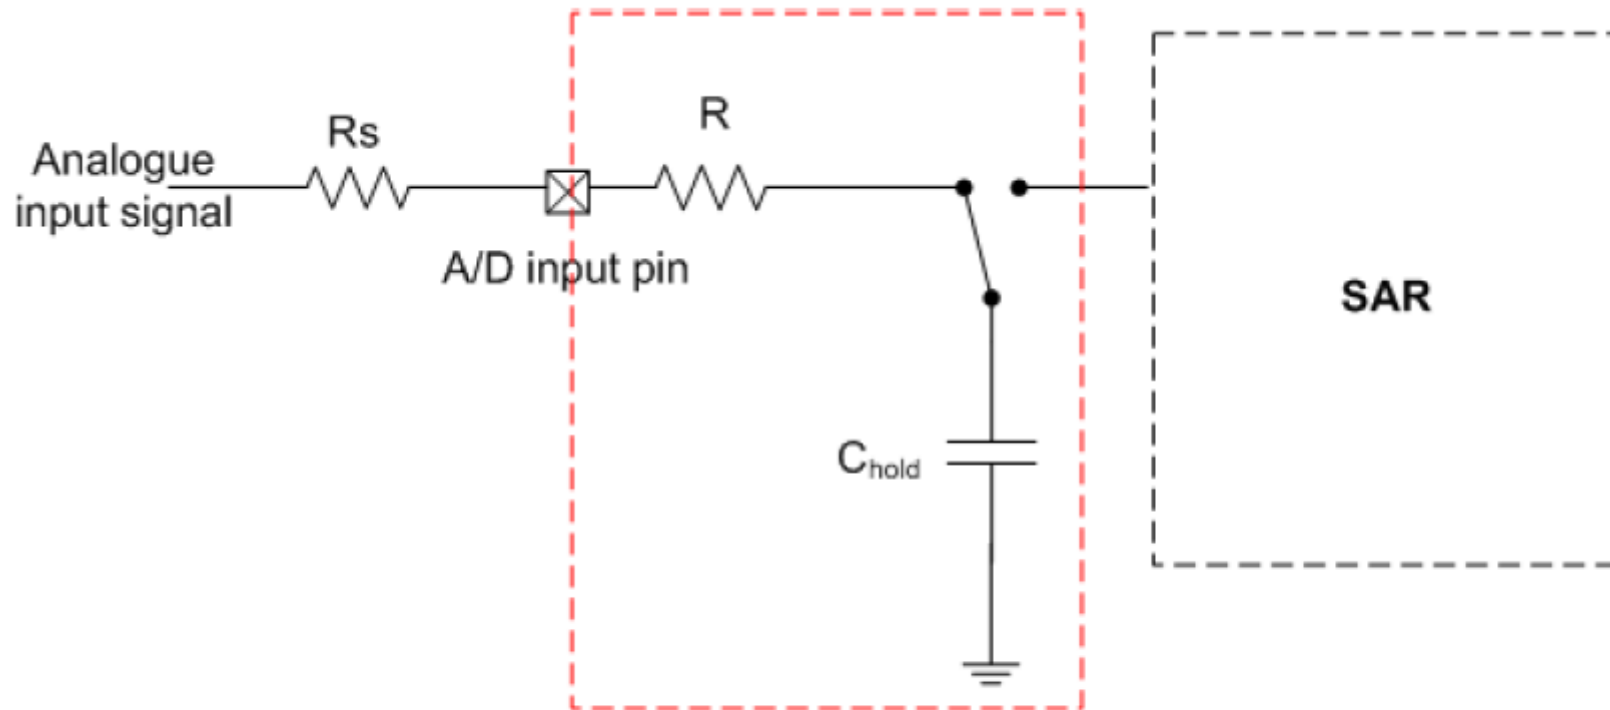 Rs
R
Analogue
input signal
A/D input pin
SAR
Chold